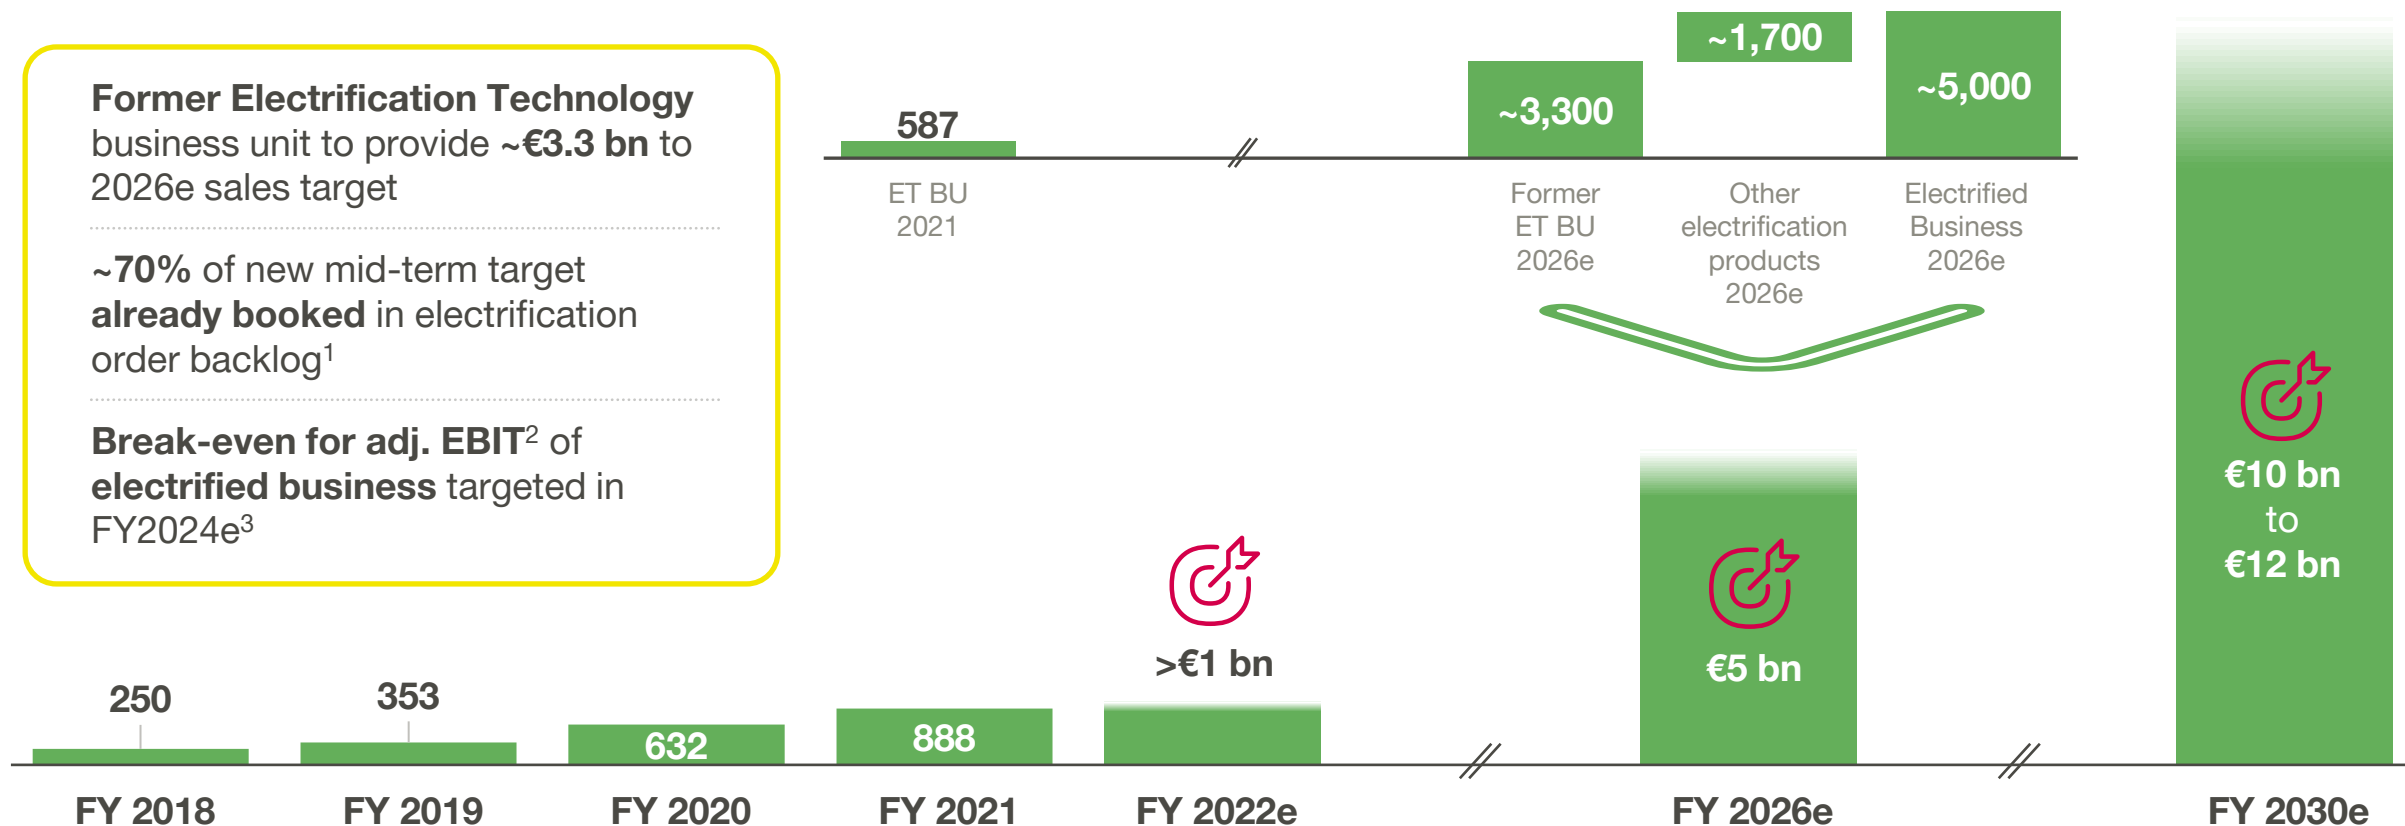 Former Electrification Technology
business unit to provide ~€3.3 bn to
2026e sales target
~70% of new mid-term target
already booked in electrification
order backlog1
Break-even for adj. EBIT2 of
electrified business targeted in
FY2024e3
587
ET BU
2021
~3,300
Former
ET BU
2026e
~1,700
Other
electrification
products
2026e
~5,000
Electrified
Business
2026e
250
353
632
888
>€1 bn
€5 bn
€10 bn
to
€12 bn
FY 2018
FY 2019
FY 2020
FY 2021
FY 2022e
FY 2026e
FY 2030e